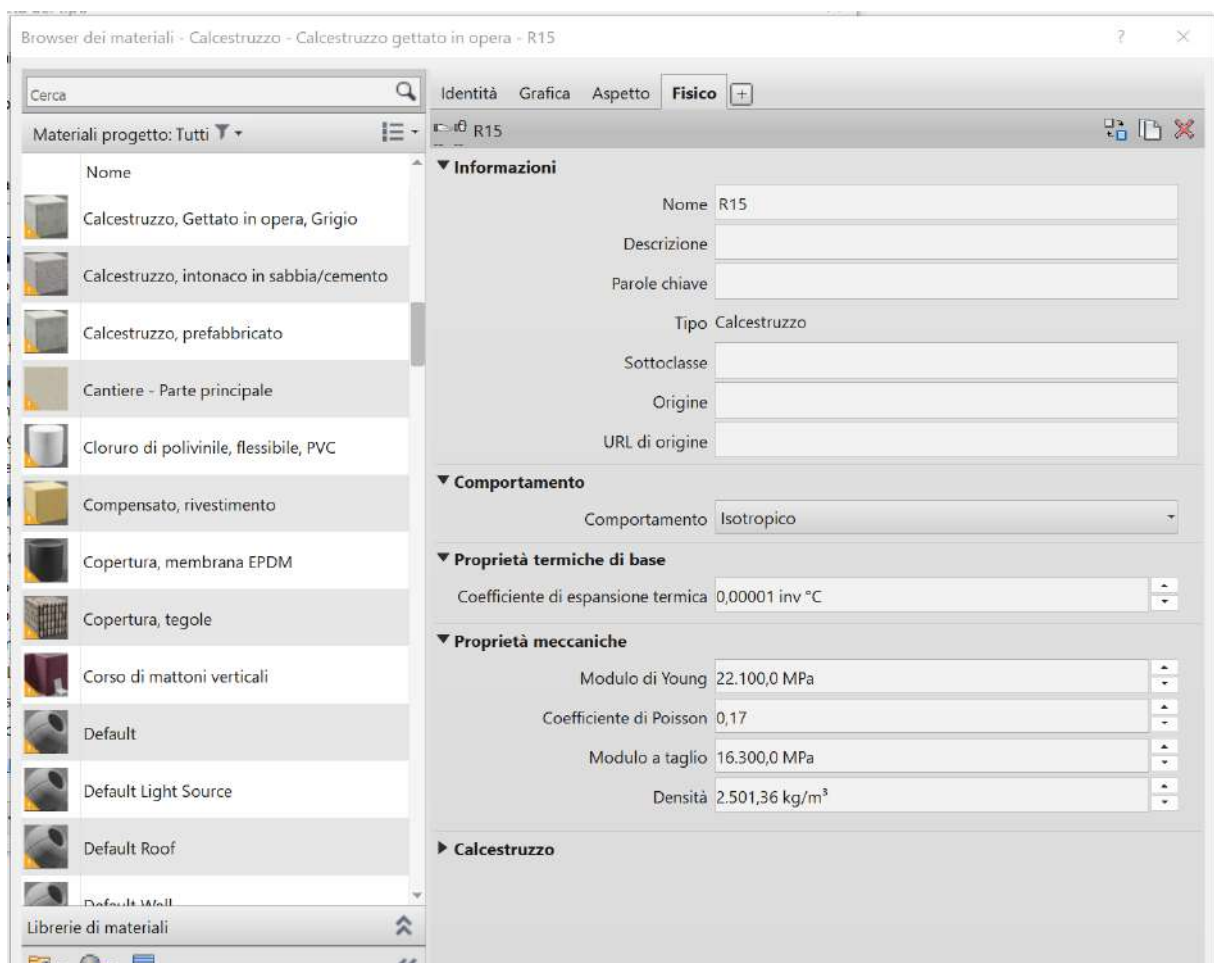 Browser dei materiali - Calcestruzzo - Calcestruzzo gettato in opera - R15
?
×
Cerca
Materiali progetto: Tutti
Nome
Calcestruzzo, Gettato in opera, Grigio
Calcestruzzo, intonaco in sabbia/cemento
Calcestruzzo, prefabbricato
Cantiere - Parte principale
Cloruro di polivinile, flessibile, PVC
Compensato, rivestimento
Copertura, membrana EPDM
Copertura, tegole
Corso di mattoni verticali
Default
Default Light Source
Default Roof
Default Wall
Librerie di materiali
Identità Grafica Aspetto Fisico +
R15
Informazioni
Nome R15
Descrizione
Parole chiave
Tipo Calcestruzzo
Sottoclasse
Origine
URL di origine
Comportamento
Comportamento Isotropico
Proprietà termiche di base
Coefficiente di espansione termica 0,00001 inv °C
Proprietà meccaniche
Modulo di Young 22.100,0 MPa
Coefficiente di Poisson 0,17
Modulo a taglio 16.300,0 MPa
Densità 2.501,36 kg/m³
Calcestruzzo